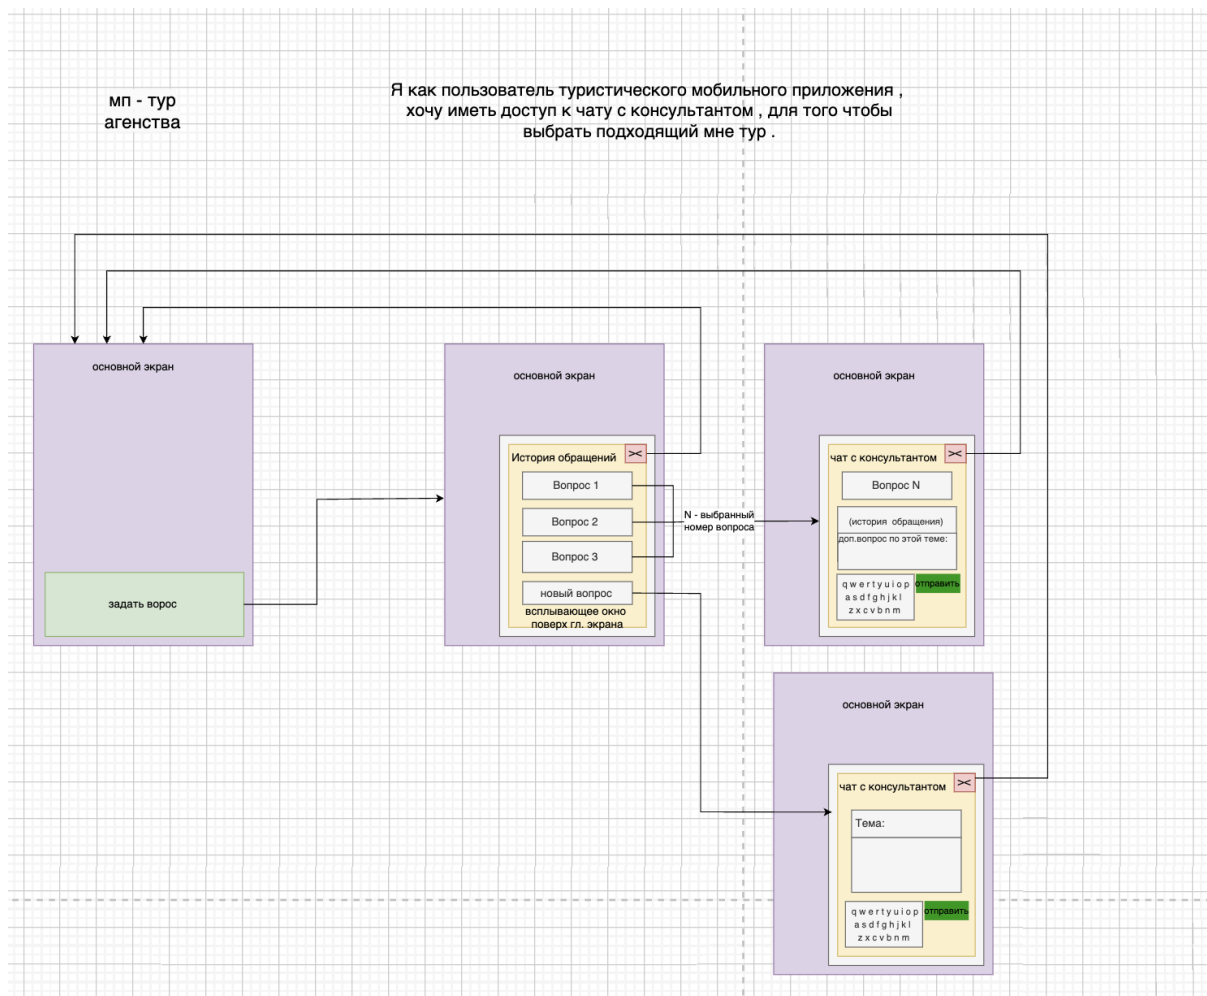 мп - тур
агенства
Я как пользователь туристического мобильного приложения ,
хочу иметь доступ к чату с консультантом , для того чтобы
выбрать подходящий мне тур .
основной экран
задать ворос
основной экран
История обращений
><
Вопрос 1
Вопрос 2
Вопрос 3
новый вопрос
всплывающее окно
поверх гл. экрана
N - выбранный
номер вопроса
основной экран
чат с консультантом
><
Вопрос N
(история обращения)
доп.вопрос по этой теме:
q w e r t y u i o p
a s d f g h j k l
z x c v b n m
отправить
основной экран
чат с консультантом
><
Тема:
q w e r t y u i o p
a s d f g h j k l
z x c v b n m
отправить